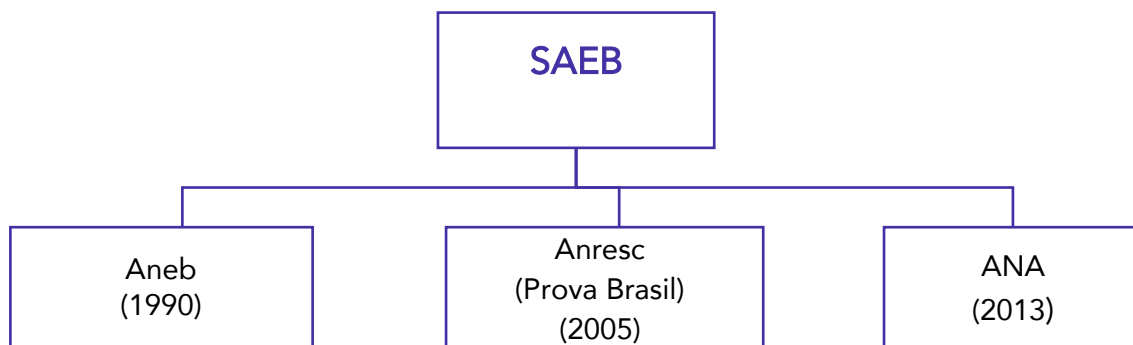 SAEB
Aneb
(1990)
Anresc
(Prova Brasil)
(2005)
ANA
(2013)